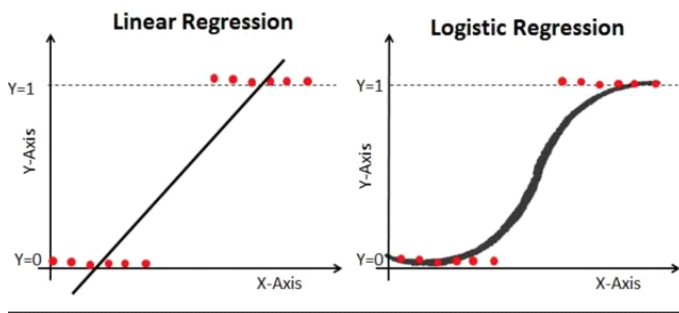 Linear Regression
Y=1
Y-Axis
Y=0
X-Axis
Logistic Regression
Y=1
Y-Axis
Y=0
X-Axis